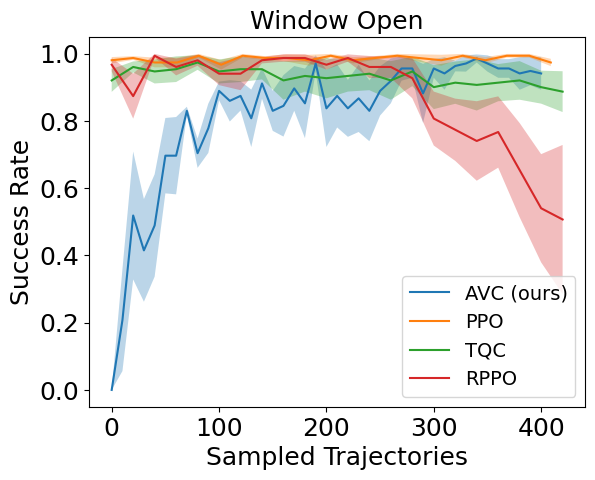 Window Open
Success Rate
1.0
0.8
0.6
0.4
0.2
0.0
0 100 200 300 400
Sampled Trajectories
AVC (ours)
PPO
TQC
RPPO